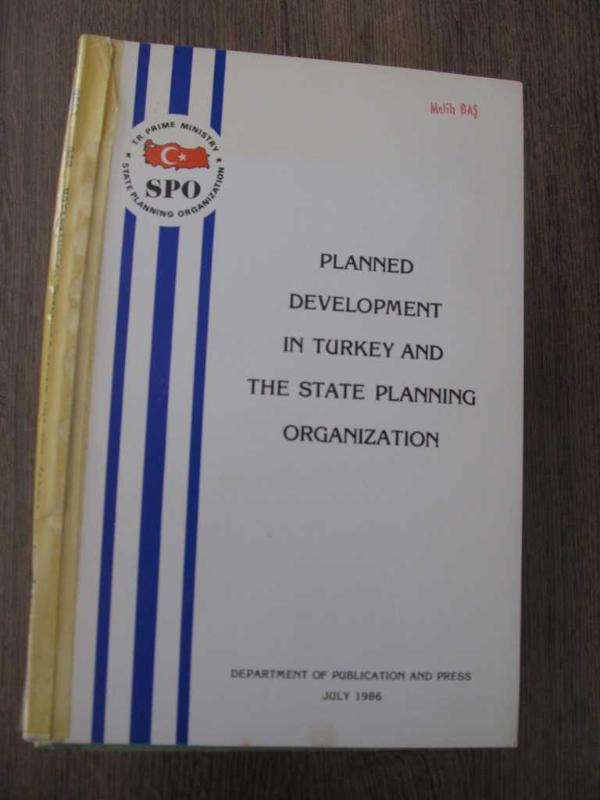 Melih BAŞ
T.R. PRIME MINISTRY
★ STATE PLANNING ORGANIZATION ★
SPO
PLANNED
DEVELOPMENT
IN TURKEY AND
THE STATE PLANNING
ORGANIZATION
DEPARTMENT OF PUBLICATION AND PRESS
JULY 1986